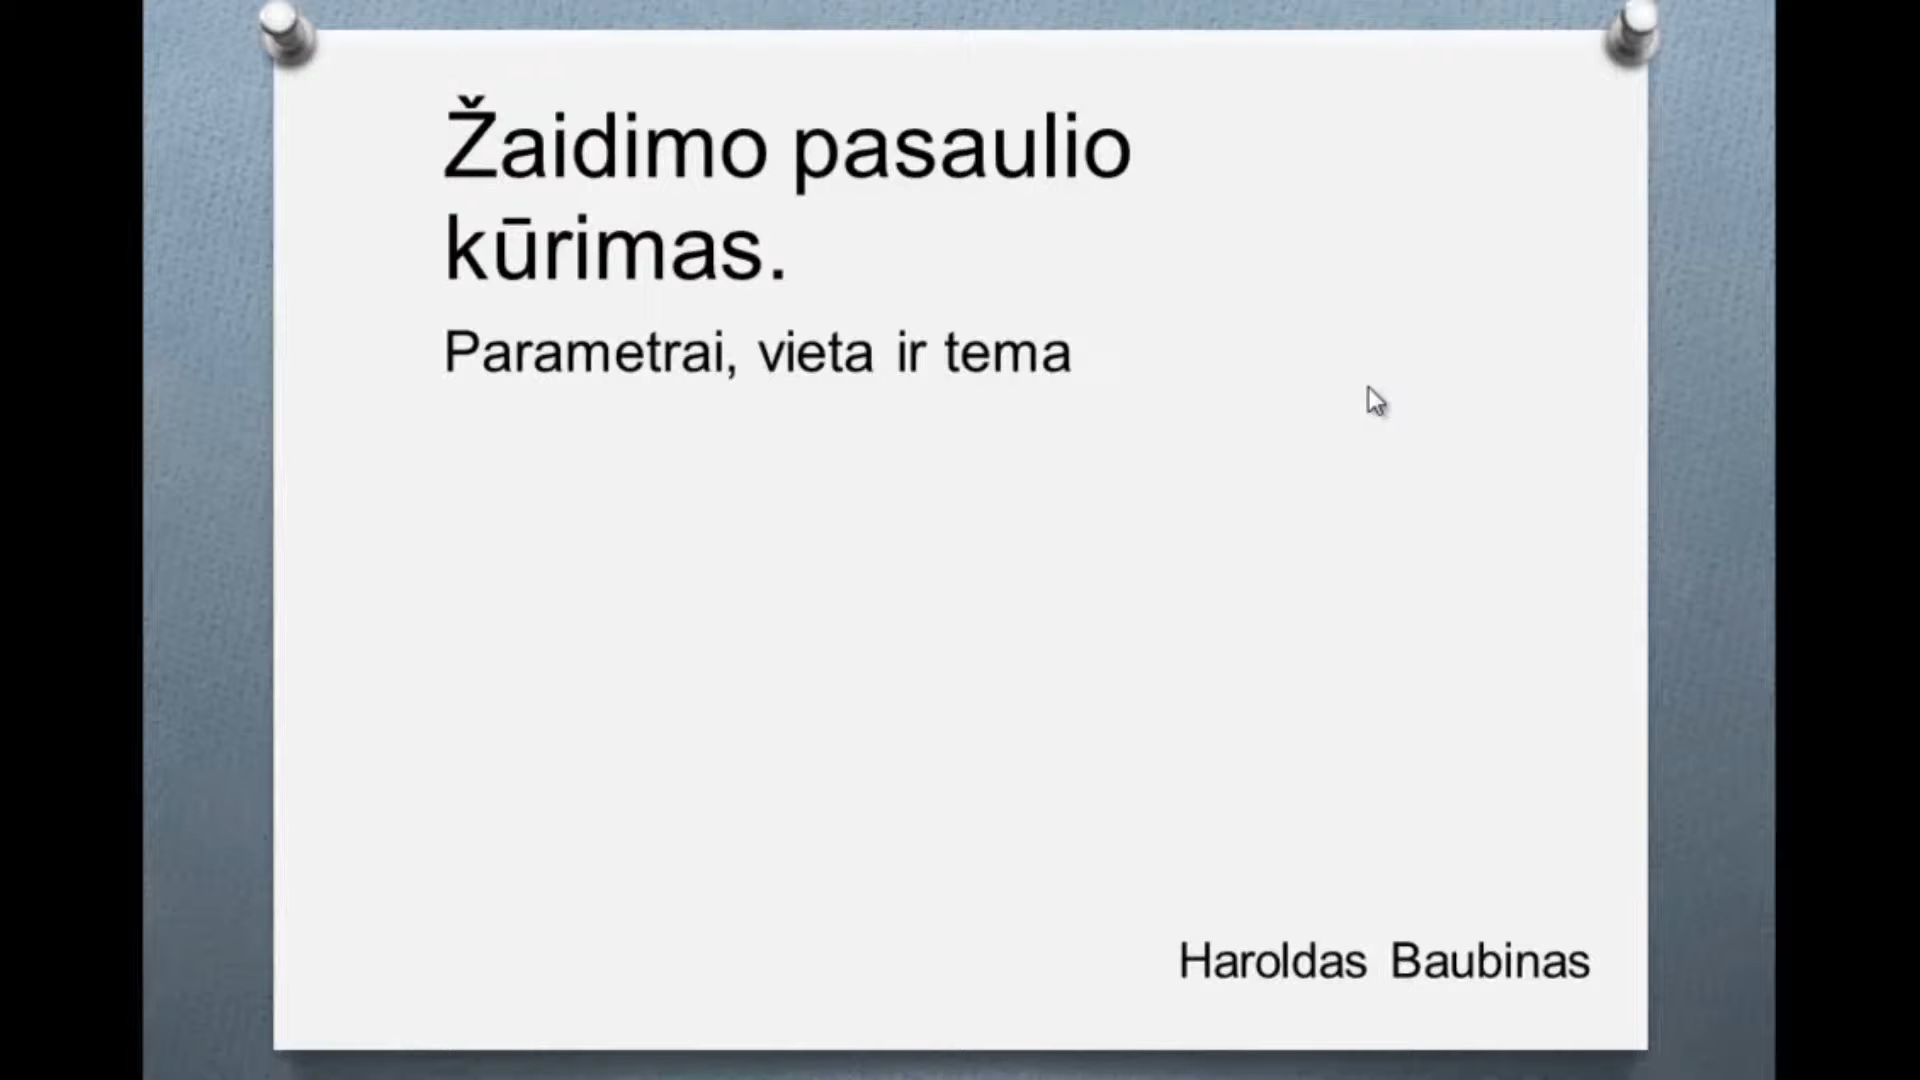 Žaidimo pasaulio
kūrimas.
Parametrai, vieta ir tema
Haroldas Baubinas